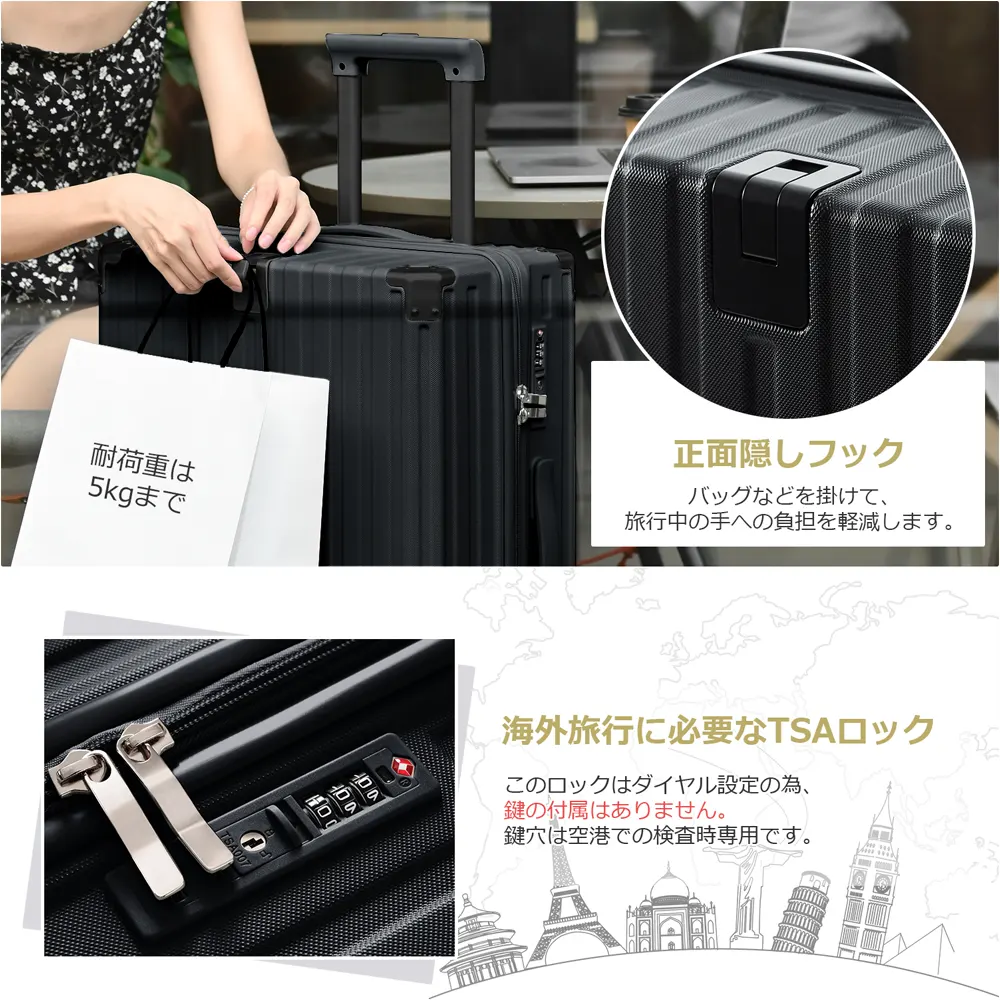 耐荷重は
5kgまで
正面隠しフック
バッグなどを掛けて、
旅行中の手への負担を軽減します。
海外旅行に必要なTSAロック
このロックはダイヤル設定の為、
鍵の付属はありません。
鍵穴は空港での検査時専用です。
TSA007